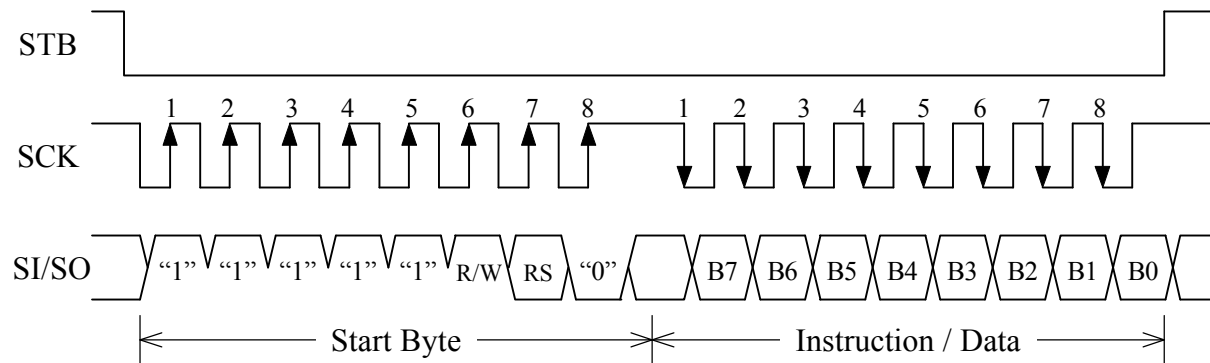 STB
1 2 3 4 5 6 7 8 1 2 3 4 5 6 7 8
SCK
SI/SO “1” “1” “1” “1” “1” R/W RS “0” B7 B6 B5 B4 B3 B2 B1 B0
Start Byte Instruction / Data